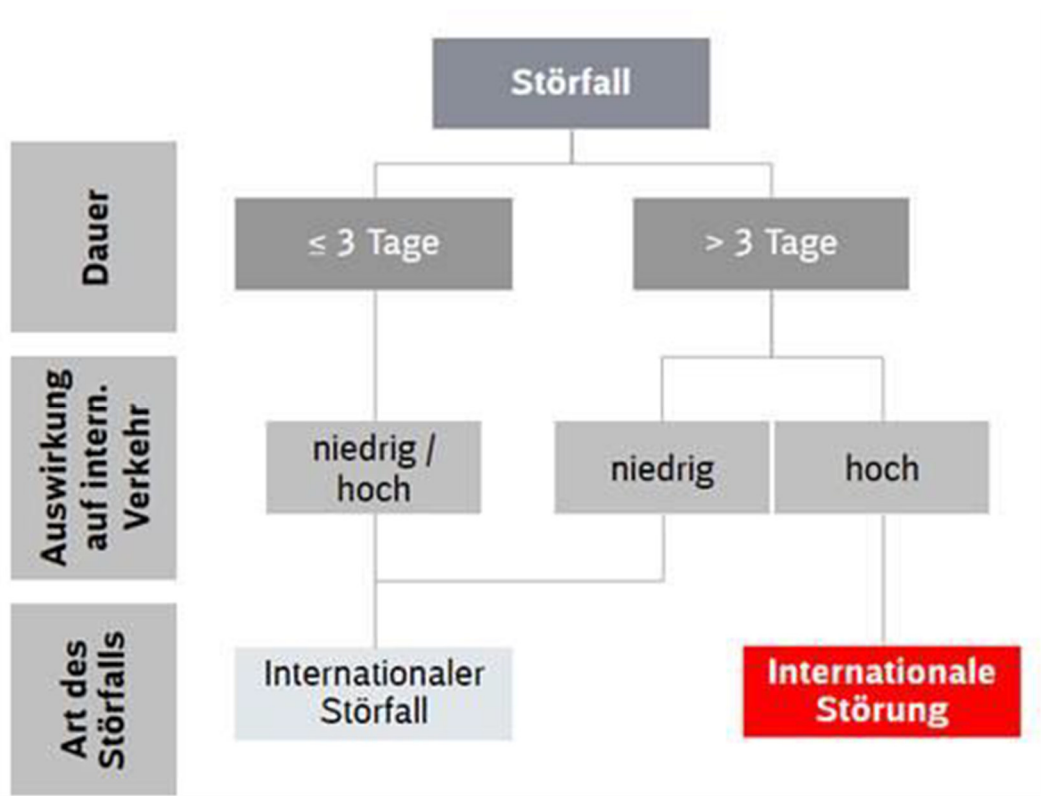 Störfall
Dauer
≤ 3 Tage
> 3 Tage
Auswirkung
auf intern.
Verkehr
niedrig /
hoch
niedrig
hoch
Art des
Störfalls
Internationaler
Störfall
Internationale
Störung